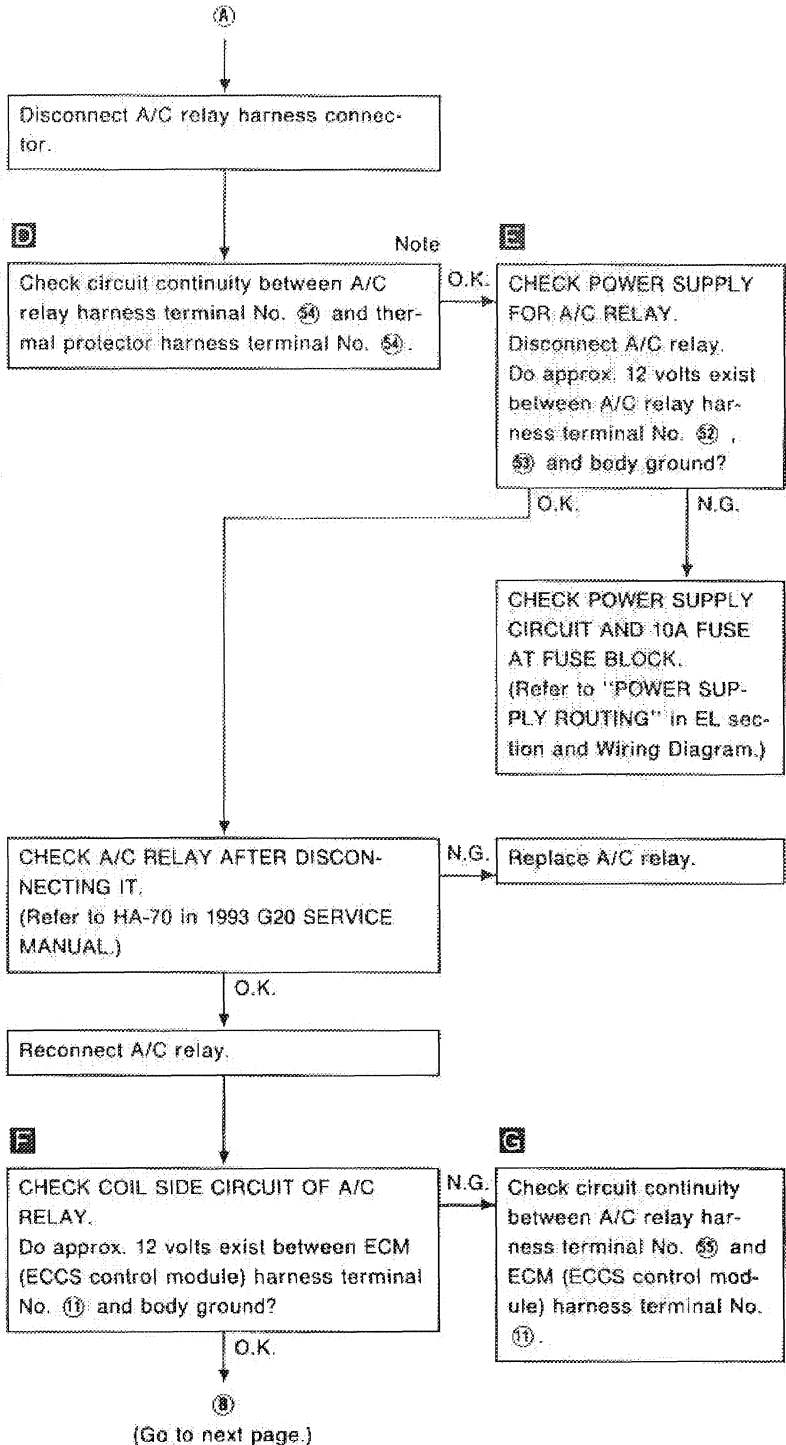 Ⓐ
Disconnect A/C relay harness connec-
tor.
D
Note
Check circuit continuity between A/C
relay harness terminal No. 54 and ther-
mal protector harness terminal No. 54.
O.K.
E
CHECK POWER SUPPLY
FOR A/C RELAY.
Disconnect A/C relay.
Do approx. 12 volts exist
between A/C relay har-
ness terminal No. 52 ,
53 and body ground?
O.K.
N.G.
CHECK POWER SUPPLY
CIRCUIT AND 10A FUSE
AT FUSE BLOCK.
(Refer to "POWER SUP-
PLY ROUTING" in EL sec-
tion and Wiring Diagram.)
CHECK A/C RELAY AFTER DISCON-
NECTING IT.
(Refer to HA-70 in 1993 G20 SERVICE
MANUAL.)
N.G.
Replace A/C relay.
O.K.
Reconnect A/C relay.
F
CHECK COIL SIDE CIRCUIT OF A/C
RELAY.
Do approx. 12 volts exist between ECM
(ECCS control module) harness terminal
No. ⑪ and body ground?
N.G.
G
Check circuit continuity
between A/C relay har-
ness terminal No. 55 and
ECM (ECCS control mod-
ule) harness terminal No.
⑪.
O.K.
Ⓑ
(Go to next page.)